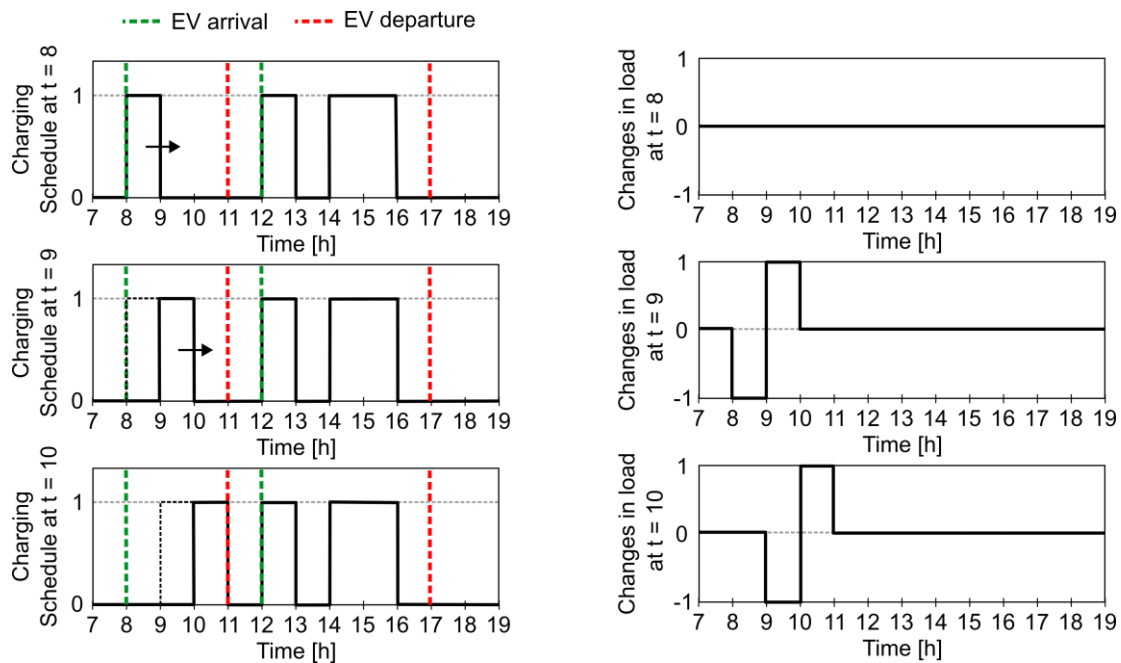 EV arrival EV departure
Charging
Schedule at t = 8
1
0
7 8 9 10 11 12 13 14 15 16 17 18 19
Time [h]
Changes in load
at t = 8
1
0
-1
7 8 9 10 11 12 13 14 15 16 17 18 19
Time [h]
Charging
Schedule at t = 9
1
0
7 8 9 10 11 12 13 14 15 16 17 18 19
Time [h]
Changes in load
at t = 9
1
0
-1
7 8 9 10 11 12 13 14 15 16 17 18 19
Time [h]
Charging
Schedule at t = 10
1
0
7 8 9 10 11 12 13 14 15 16 17 18 19
Time [h]
Changes in load
at t = 10
1
0
-1
7 8 9 10 11 12 13 14 15 16 17 18 19
Time [h]